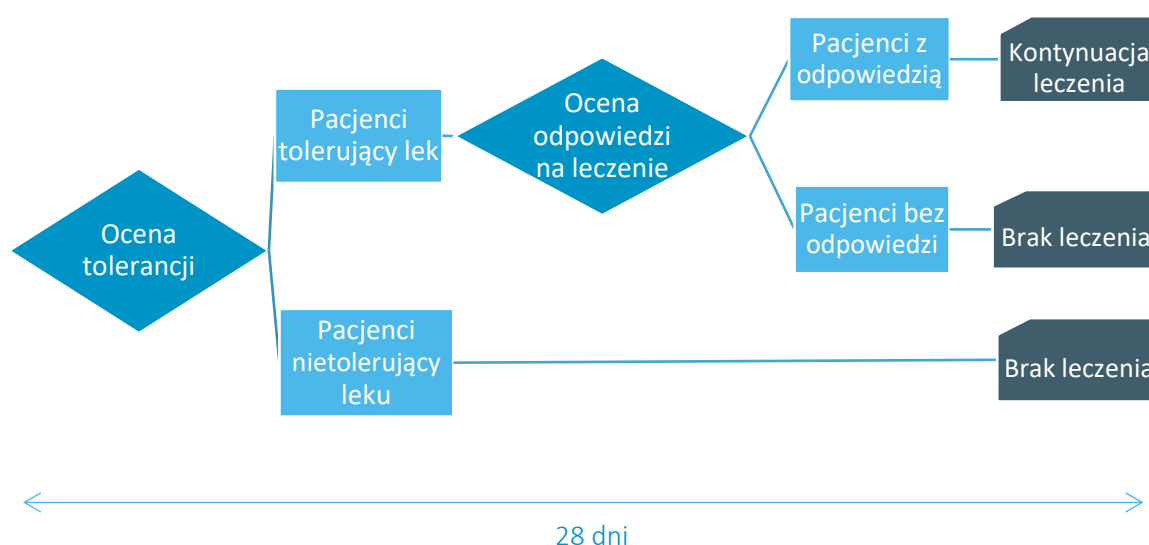 Ocena
tolerancji
Pacjenci
tolerujący lek
Ocena
odpowiedzi
na leczenie
Pacjenci z
odpowiedzią
Kontynuacja
leczenia
Pacjenci bez
odpowiedzi
Brak leczenia
Pacjenci
nietolerujący
leku
Brak leczenia
28 dni